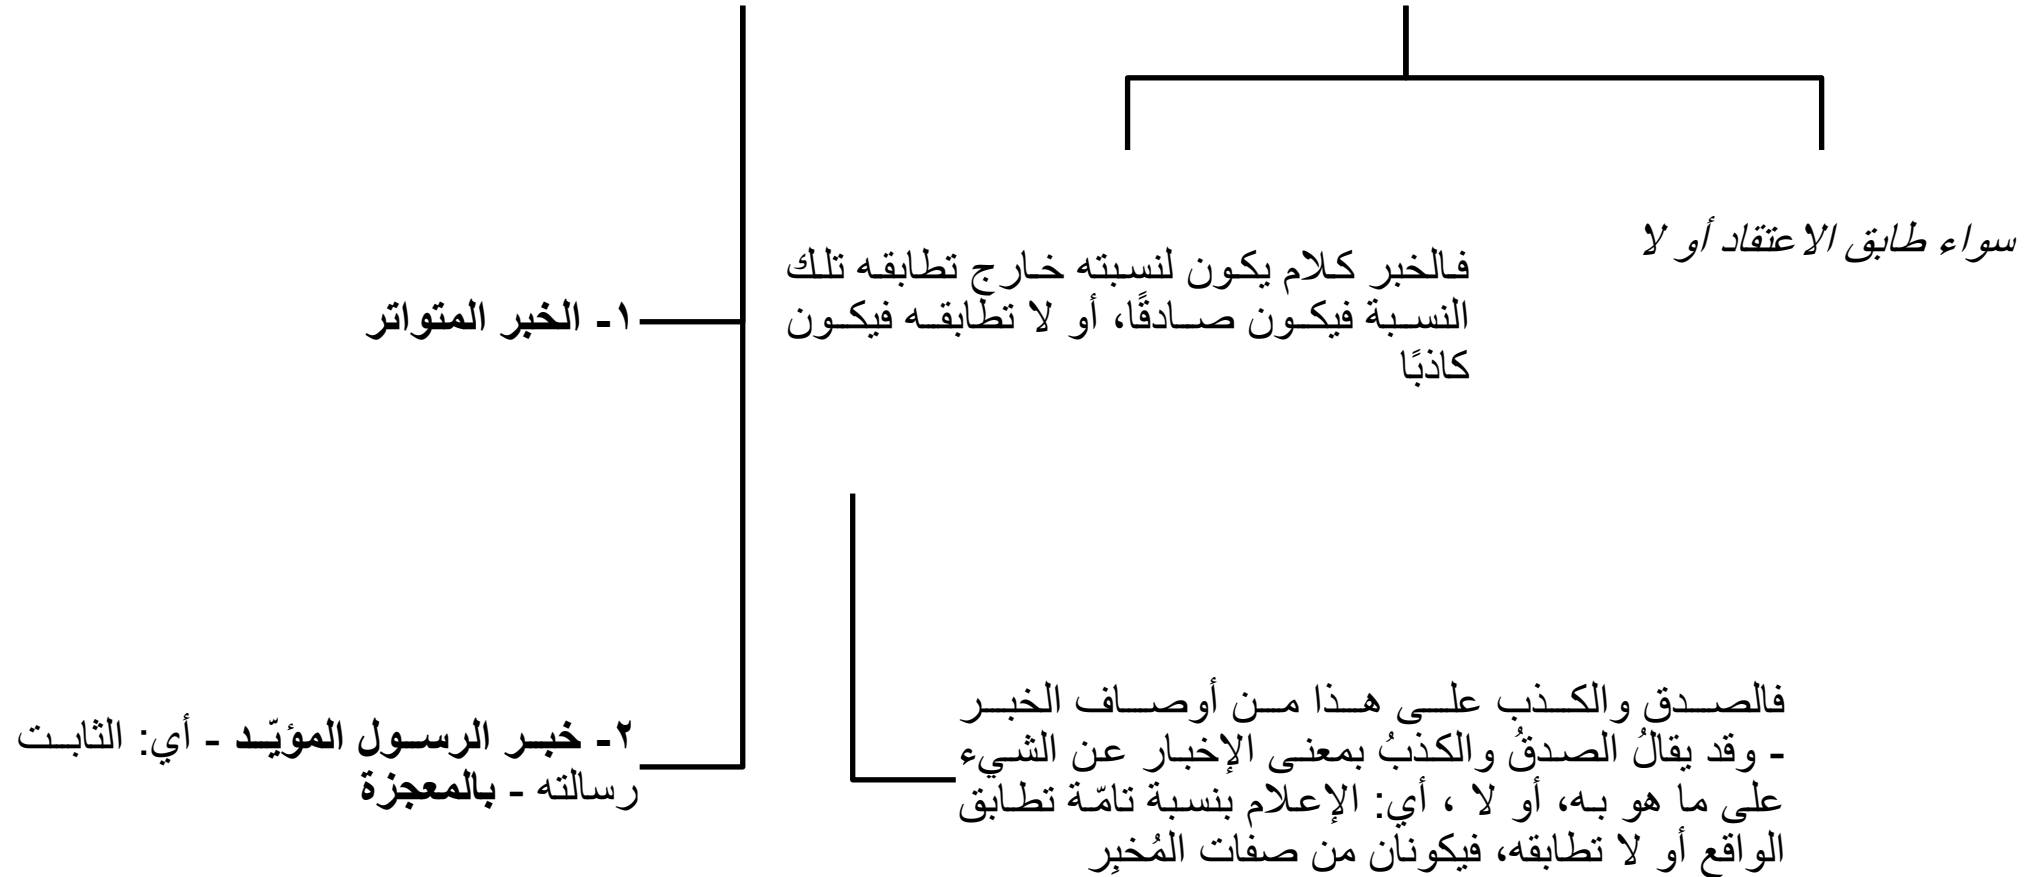 سواء طابق الاعتقاد أو لا
فالخبر كلام يكون لنسبته خارج تطابقه تلك
النسبة فيكون صادقًا، أو لا تطابقه فيكون
كاذبًا
١- الخبر المتواتر
فالصدق والكذب على هذا من أوصاف الخبر
- وقد يقالُ الصدقُ والكذبُ بمعنى الإخبار عن الشيء
على ما هو به، أو لا ، أي: الإعلام بنسبة تامّة تطابق
الواقع أو لا تطابقه، فيكونان من صفات المُخبِر
٢- خبر الرسول المؤيّد - أي: الثابت
رسالته - بالمعجزة